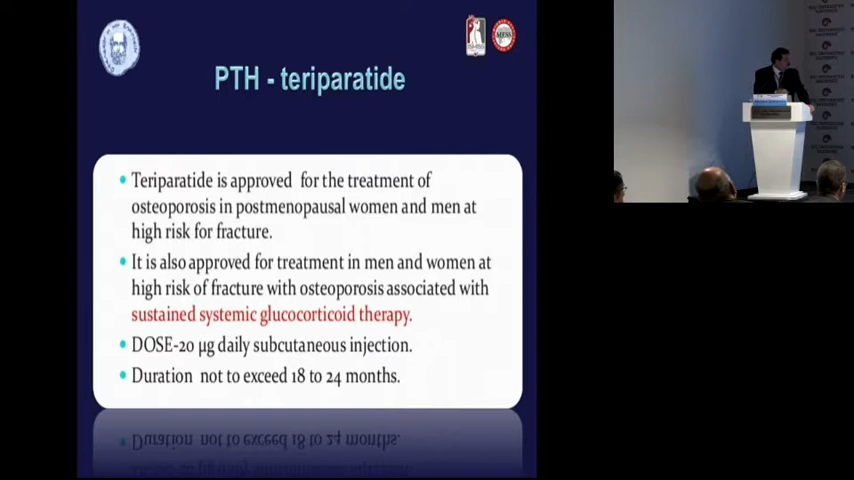 PTH - teriparatide
• Teriparatide is approved for the treatment of
osteoporosis in postmenopausal women and men at
high risk for fracture.
• It is also approved for treatment in men and women at
high risk of fracture with osteoporosis associated with
sustained systemic glucocorticoid therapy.
• DOSE-20 µg daily subcutaneous injection.
• Duration not to exceed 18 to 24 months.
MESS